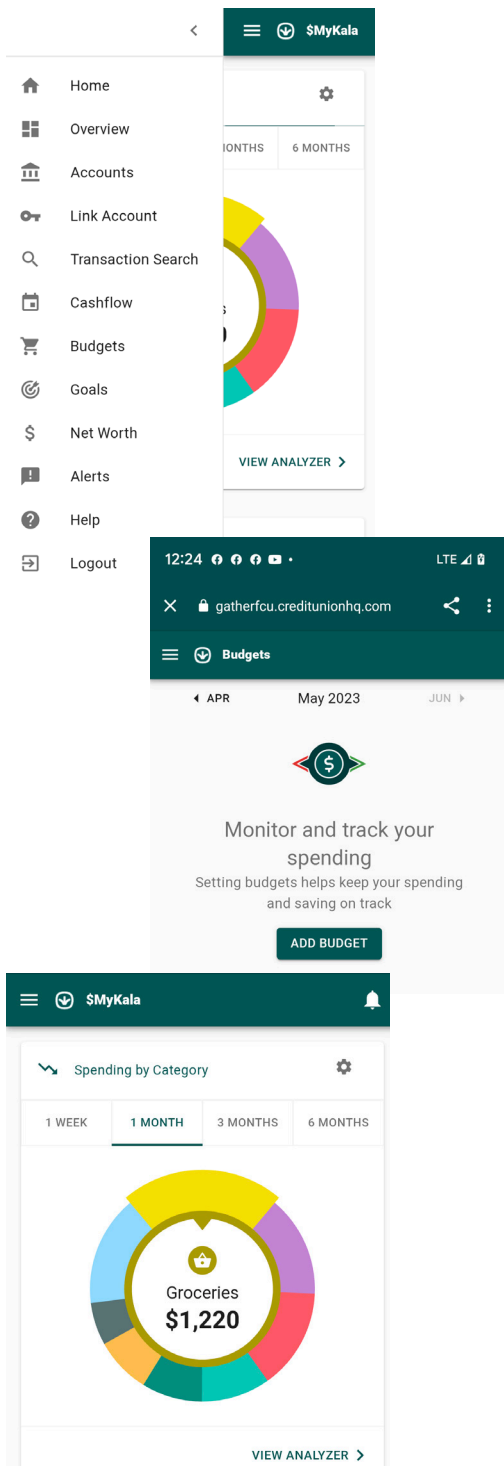 $MyKala
Home
Overview
Accounts
Link Account
Transaction Search
Cashflow
Budgets
Goals
Net Worth
Alerts
Help
Logout
6 MONTHS
VIEW ANALYZER
12:24
LTE
gatherfcu.creditunionhq.com
Budgets
APR May 2023 JUN
Monitor and track your
spending
Setting budgets helps keep your spending
and saving on track
ADD BUDGET
$MyKala
Spending by Category
1 WEEK 1 MONTH 3 MONTHS 6 MONTHS
Groceries
$1,220
VIEW ANALYZER